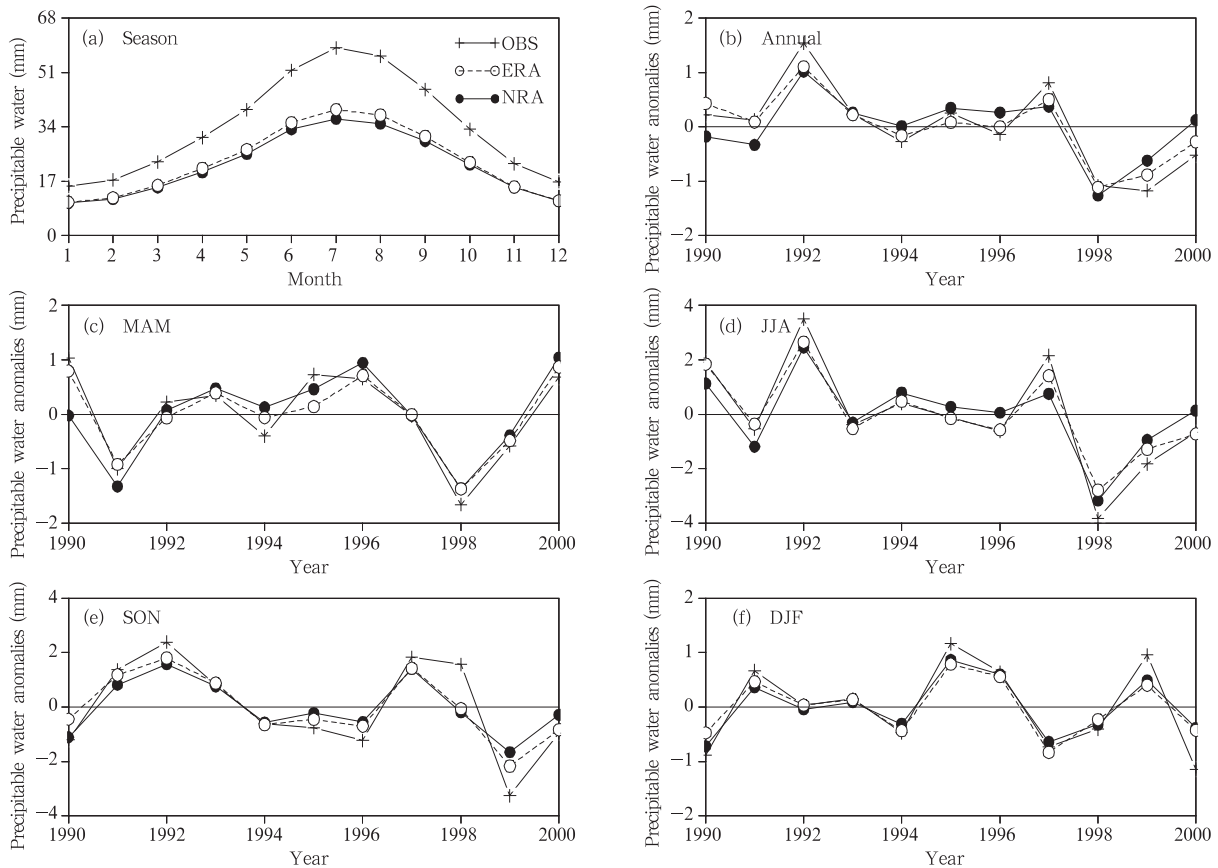 (a) Season
OBS
ERA
NRA
Precipitable water (mm)
68
51
34
17
0
1 2 3 4 5 6 7 8 9 10 11 12
Month
(b) Annual
Precipitable water anomalies (mm)
2
1
0
−1
−2
1990 1992 1994 1996 1998 2000
Year
(c) MAM
Precipitable water anomalies (mm)
2
1
0
−1
−2
1990 1992 1994 1996 1998 2000
Year
(d) JJA
Precipitable water anomalies (mm)
4
2
0
−2
−4
1990 1992 1994 1996 1998 2000
Year
(e) SON
Precipitable water anomalies (mm)
4
2
0
−2
−4
1990 1992 1994 1996 1998 2000
Year
(f) DJF
Precipitable water anomalies (mm)
2
1
0
−1
−2
1990 1992 1994 1996 1998 2000
Year